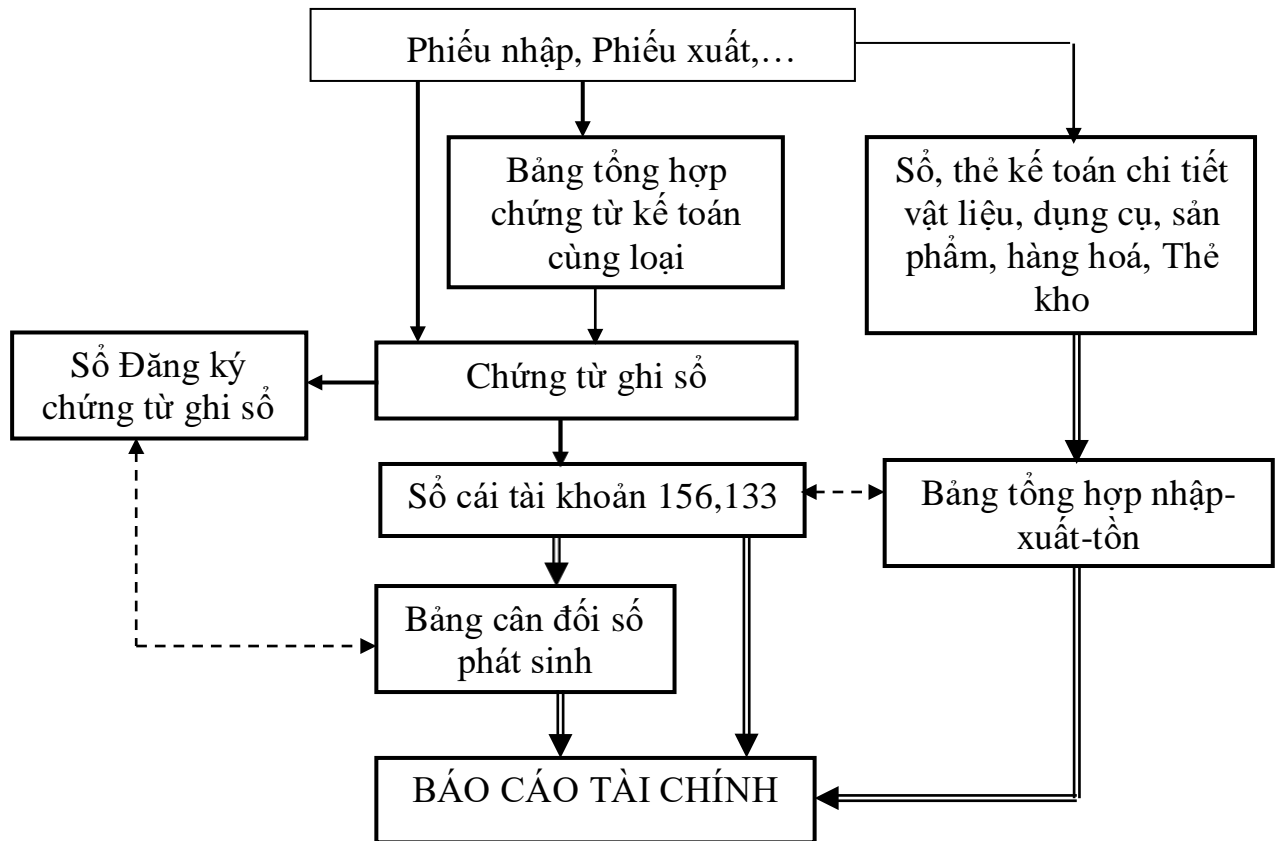 Phiếu nhập, Phiếu xuất,…
Bảng tổng hợp
chứng từ kế toán
cùng loại
Sổ, thẻ kế toán chi tiết
vật liệu, dụng cụ, sản
phẩm, hàng hoá, Thẻ
kho
Sổ Đăng ký
chứng từ ghi sổ
Chứng từ ghi sổ
Sổ cái tài khoản 156,133
Bảng tổng hợp nhập-
xuất-tồn
Bảng cân đối số
phát sinh
BÁO CÁO TÀI CHÍNH